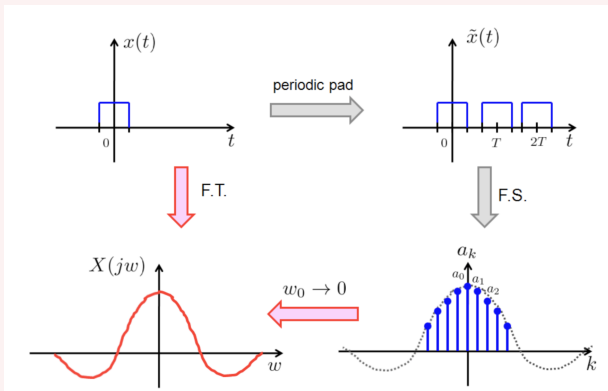 x(t)
x̃(t)
periodic pad
0
t
0
T
2T
t
F.T.
F.S.
X(jw)
w₀ → 0
aₖ
a₀
a₁
a₂
w
k